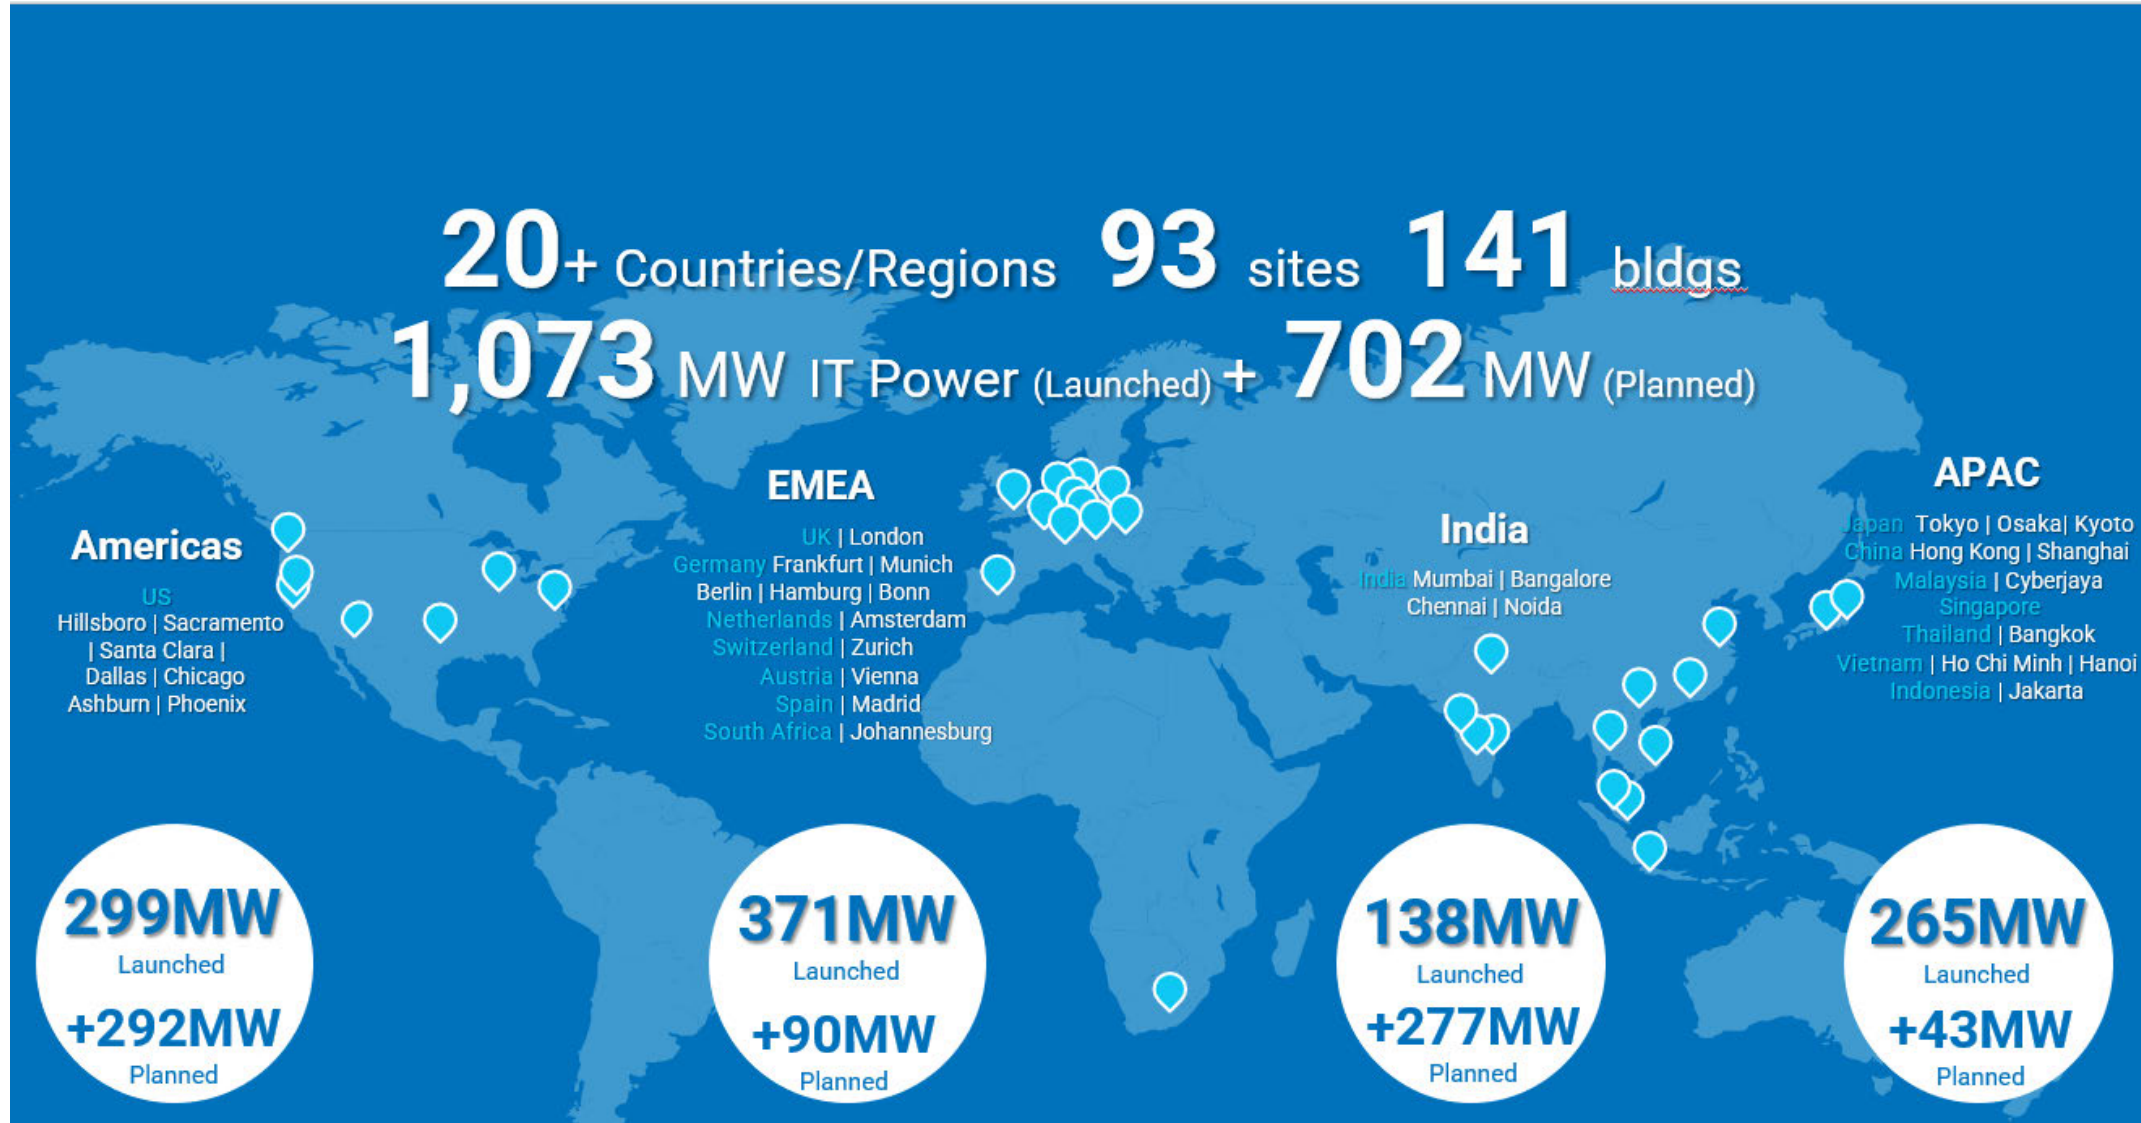 20+ Countries/Regions 93 sites 141 bldgs
1,073 MW IT Power (Launched) + 702 MW (Planned)
Americas
US
Hillsboro | Sacramento
| Santa Clara |
Dallas | Chicago
Ashburn | Phoenix
299MW
Launched
+292MW
Planned
EMEA
UK | London
Germany Frankfurt | Munich
Berlin | Hamburg | Bonn
Netherlands | Amsterdam
Switzerland | Zurich
Austria | Vienna
Spain | Madrid
South Africa | Johannesburg
371MW
Launched
+90MW
Planned
India
India Mumbai | Bangalore
Chennai | Noida
138MW
Launched
+277MW
Planned
APAC
Japan Tokyo | Osaka| Kyoto
China Hong Kong | Shanghai
Malaysia | Cyberjaya
Singapore
Thailand | Bangkok
Vietnam | Ho Chi Minh | Hanoi
Indonesia | Jakarta
265MW
Launched
+43MW
Planned